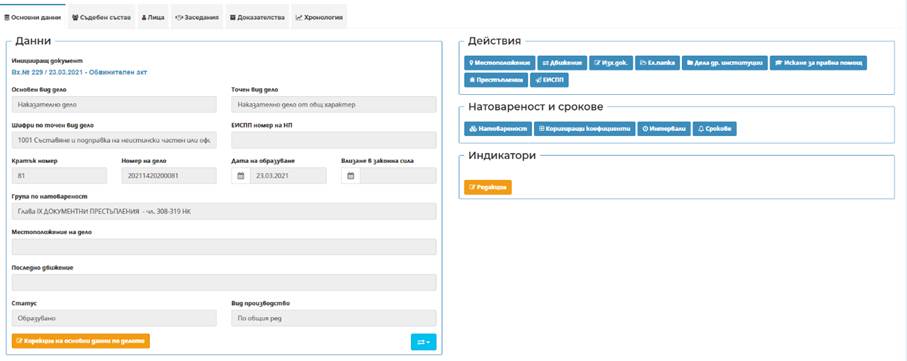 Основни данни
Съдебен състав
Лица
Заседания
Доказателства
Хронология
Данни
Иницииращ документ
Вх.№ 229 / 23.03.2021 - Обвинителен акт
Основен вид дело
Точен вид дело
Наказателно дело
Наказателно дело от общ характер
Шифри по точен вид дело
ЕИСПП номер на НП
1001 Съставяне и подправка на неистински частен или офи
Кратък номер
Номер на дело
Дата на образуване
Влизане в законна сила
81
20211420200081
23.03.2021
Група по натовареност
Глава IX ДОКУМЕНТНИ ПРЕСТЪПЛЕНИЯ - чл. 308-319 НК
Местоположение на дело
Последно движение
Статус
Вид производство
Образувано
По общия ред
Корекция на основни данни по делото
Действия
Местоположение
Движение
Изх.док.
Ел.папка
Дела др. институции
Искане за правна помощ
Престъпления
ЕИСПП
Натовареност и срокове
Натовареност
Коригиращи коефициенти
Интервали
Срокове
Индикатори
Редакция